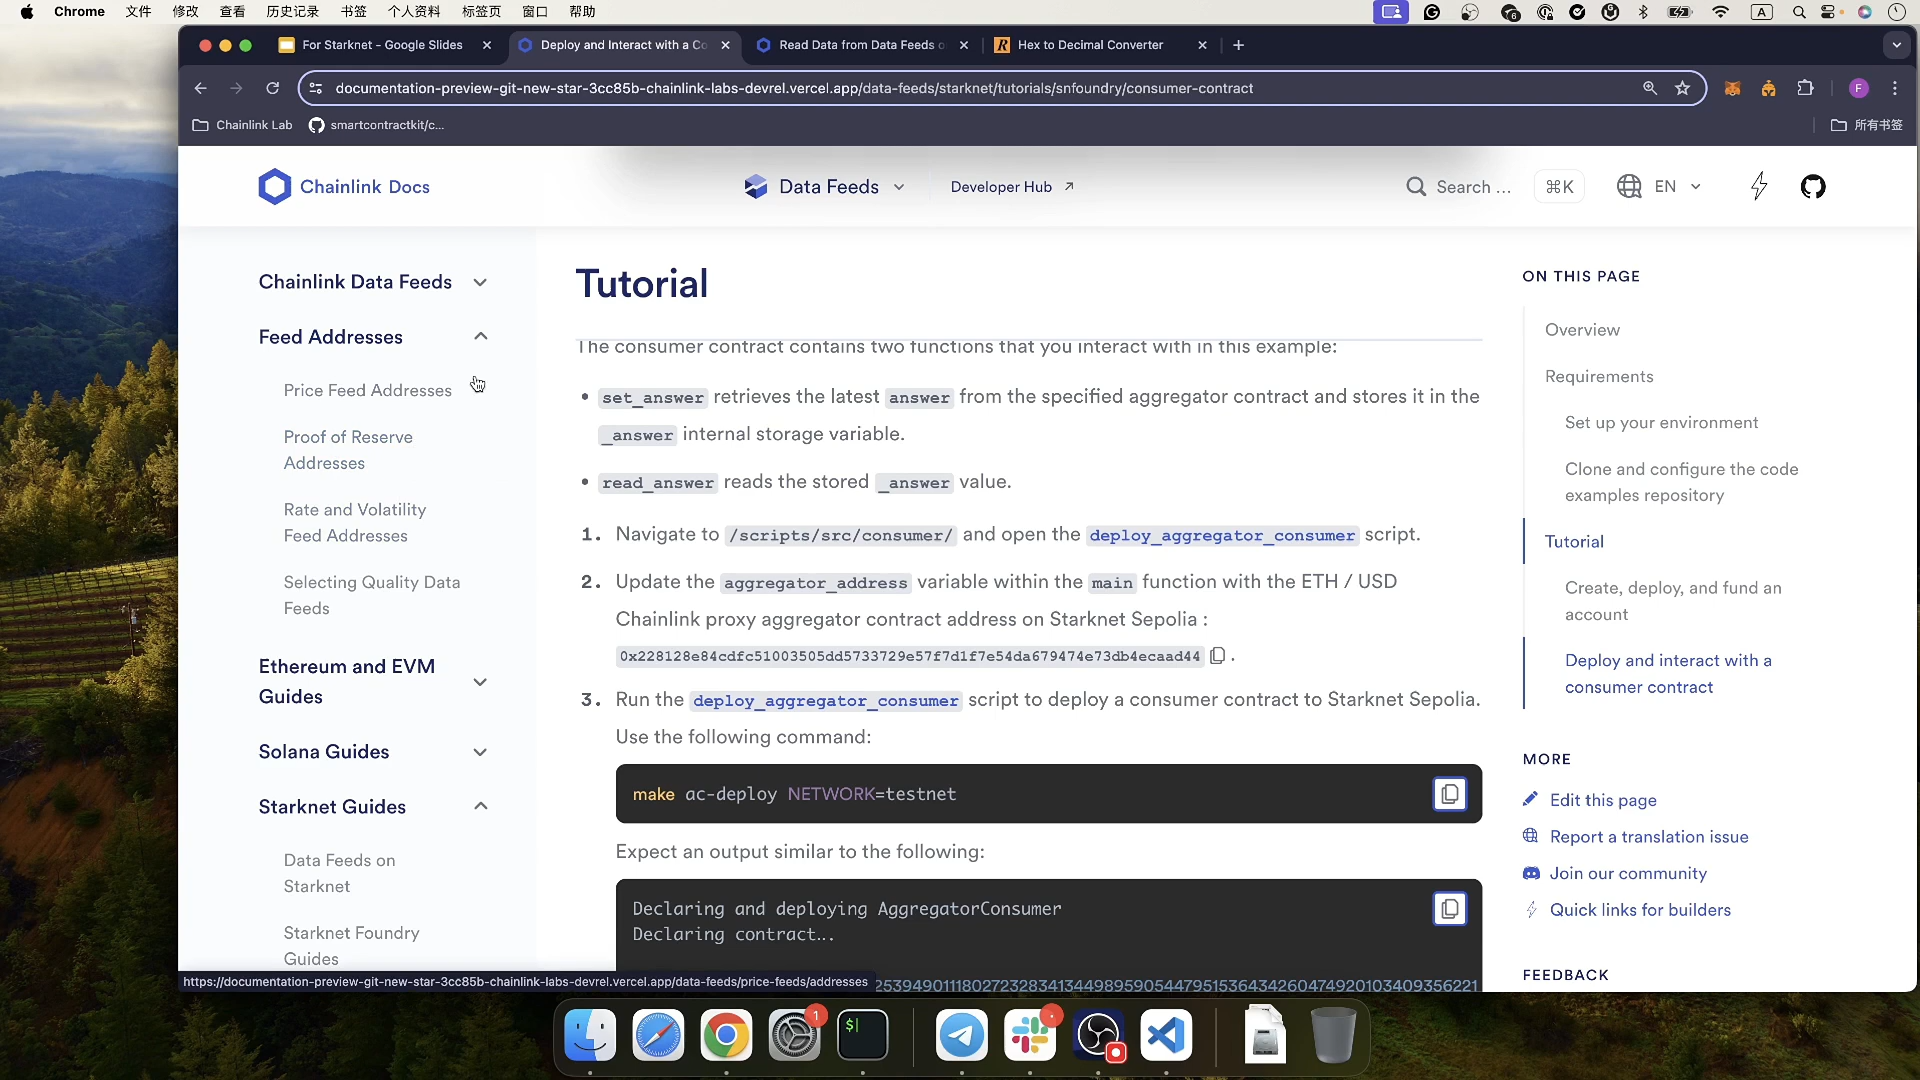 Chrome 文件 修改 查看 历史记录 书签 个人资料 标签页 窗口 帮助
For Starknet - Google Slides
Deploy and Interact with a Co
Read Data from Data Feeds o
Hex to Decimal Converter
documentation-preview-git-new-star-3cc85b-chainlink-labs-devrel.vercel.app/data-feeds/starknet/tutorials/snfoundry/consumer-contract
Chainlink Lab
smartcontractkit/c...
所有书签
Chainlink Docs
Data Feeds
Developer Hub
Search ...
⌘K
EN
Chainlink Data Feeds
Feed Addresses
Price Feed Addresses
Proof of Reserve
Addresses
Rate and Volatility
Feed Addresses
Selecting Quality Data
Feeds
Ethereum and EVM
Guides
Solana Guides
Starknet Guides
Data Feeds on
Starknet
Starknet Foundry
Guides
Tutorial
The consumer contract contains two functions that you interact with in this example:
• set_answer retrieves the latest answer from the specified aggregator contract and stores it in the
_answer internal storage variable.
• read_answer reads the stored _answer value.
1. Navigate to /scripts/src/consumer/ and open the deploy_aggregator_consumer script.
2. Update the aggregator_address variable within the main function with the ETH / USD
Chainlink proxy aggregator contract address on Starknet Sepolia :
0x228128e84cdfc51003505dd5733729e57f7d1f7e54da679474e73db4ecaad44 .
3. Run the deploy_aggregator_consumer script to deploy a consumer contract to Starknet Sepolia.
Use the following command:
make ac-deploy NETWORK=testnet
Expect an output similar to the following:
Declaring and deploying AggregatorConsumer
Declaring contract...
2539490111802723283413449895905447951536434260474920103409356221
ON THIS PAGE
Overview
Requirements
Set up your environment
Clone and configure the code
examples repository
Tutorial
Create, deploy, and fund an
account
Deploy and interact with a
consumer contract
MORE
Edit this page
Report a translation issue
Join our community
Quick links for builders
FEEDBACK
https://documentation-preview-git-new-star-3cc85b-chainlink-labs-devrel.vercel.app/data-feeds/price-feeds/addresses